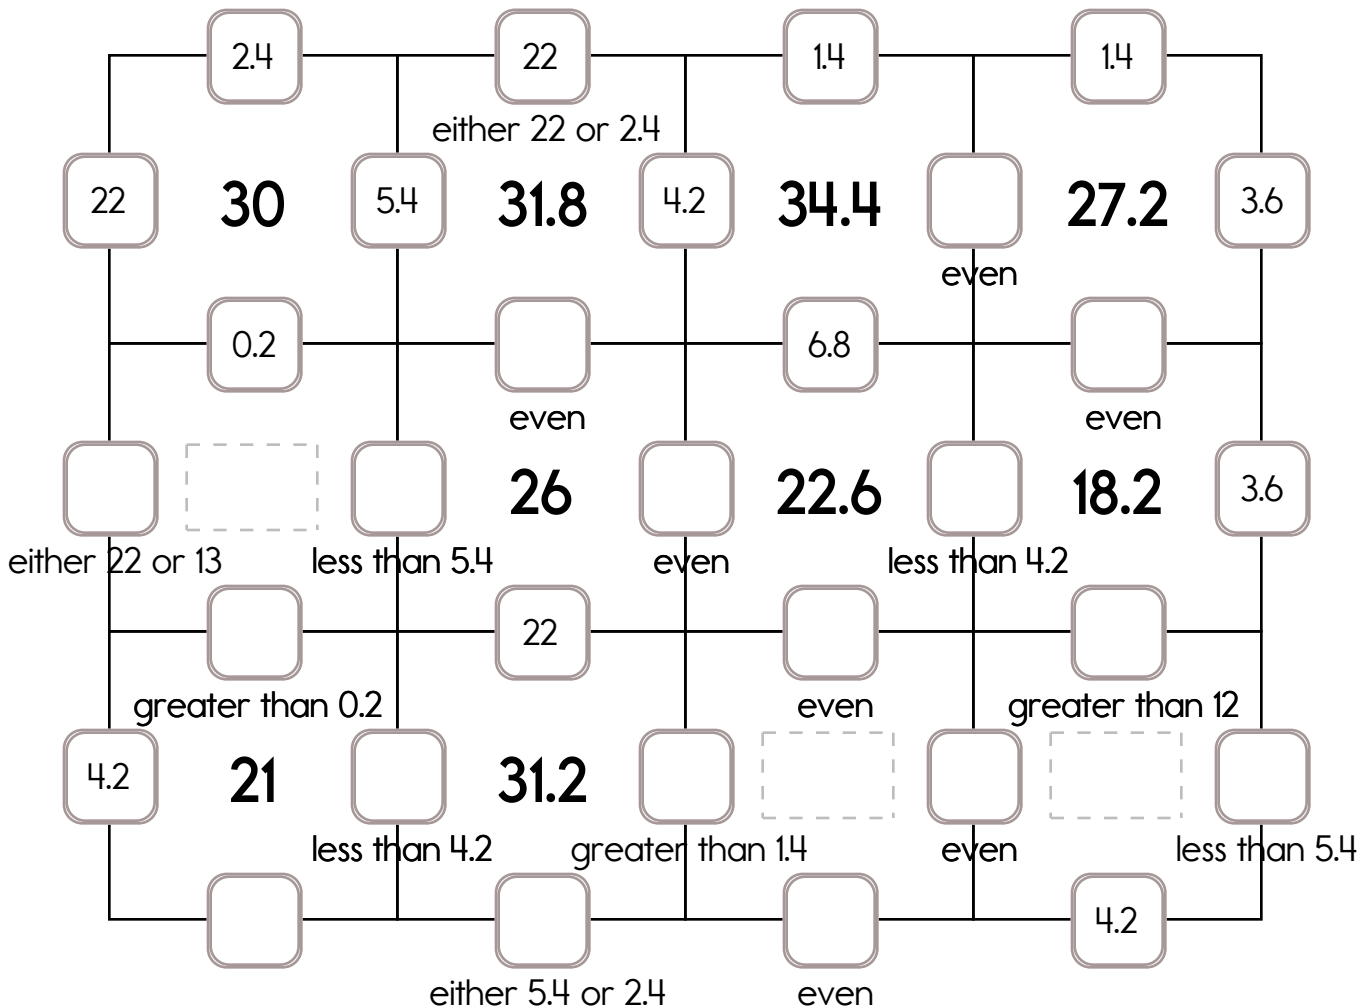 2.4 22 1.4 1.4
either 22 or 2.4
22 30 5.4 31.8 4.2 34.4 27.2 3.6
even
0.2 6.8
even even
26 22.6 18.2 3.6
either 22 or 13 less than 5.4 even less than 4.2
22
greater than 0.2 even greater than 12
4.2 21 31.2
less than 4.2 greater than 1.4 even less than 5.4
4.2
either 5.4 or 2.4 even